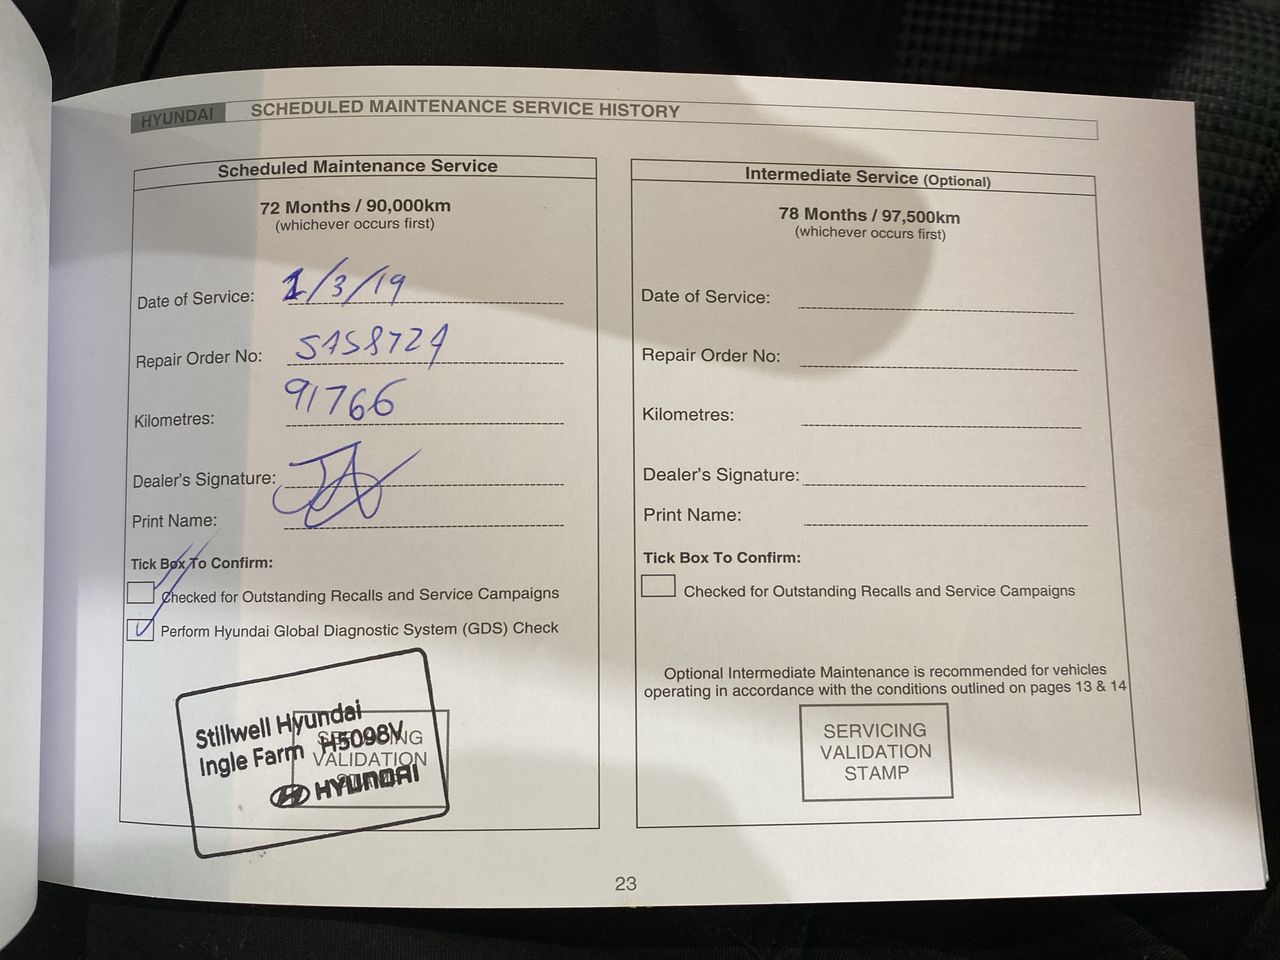 HYUNDAI SCHEDULED MAINTENANCE SERVICE HISTORY
Scheduled Maintenance Service
72 Months / 90,000km
(whichever occurs first)
Date of Service: 1/3/19
Repair Order No:
Kilometres: 91766
Dealer's Signature:
Print Name:
Tick Box To Confirm:
Checked for Outstanding Recalls and Service Campaigns
Perform Hyundai Global Diagnostic System (GDS) Check
Stillwell Hyundai
Ingle Farm H5098V
HYUNDAI
SERVICING
VALIDATION
STAMP
Intermediate Service (Optional)
78 Months / 97,500km
(whichever occurs first)
Date of Service:
Repair Order No:
Kilometres:
Dealer's Signature:
Print Name:
Tick Box To Confirm:
Checked for Outstanding Recalls and Service Campaigns
Optional Intermediate Maintenance is recommended for vehicles
operating in accordance with the conditions outlined on pages 13 & 14
SERVICING
VALIDATION
STAMP
23